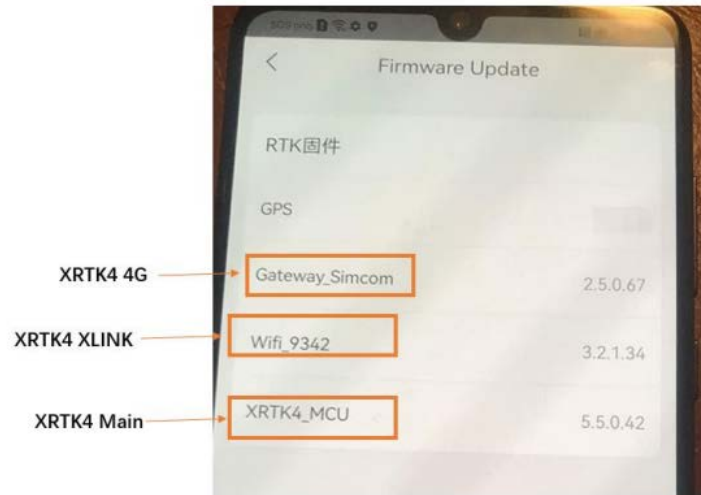 Firmware Update
RTK固件
GPS
XRTK4 4G
Gateway_Simcom 2.5.0.67
XRTK4 XLINK
Wifi_9342 3.2.1.34
XRTK4 Main
XRTK4_MCU 5.5.0.42